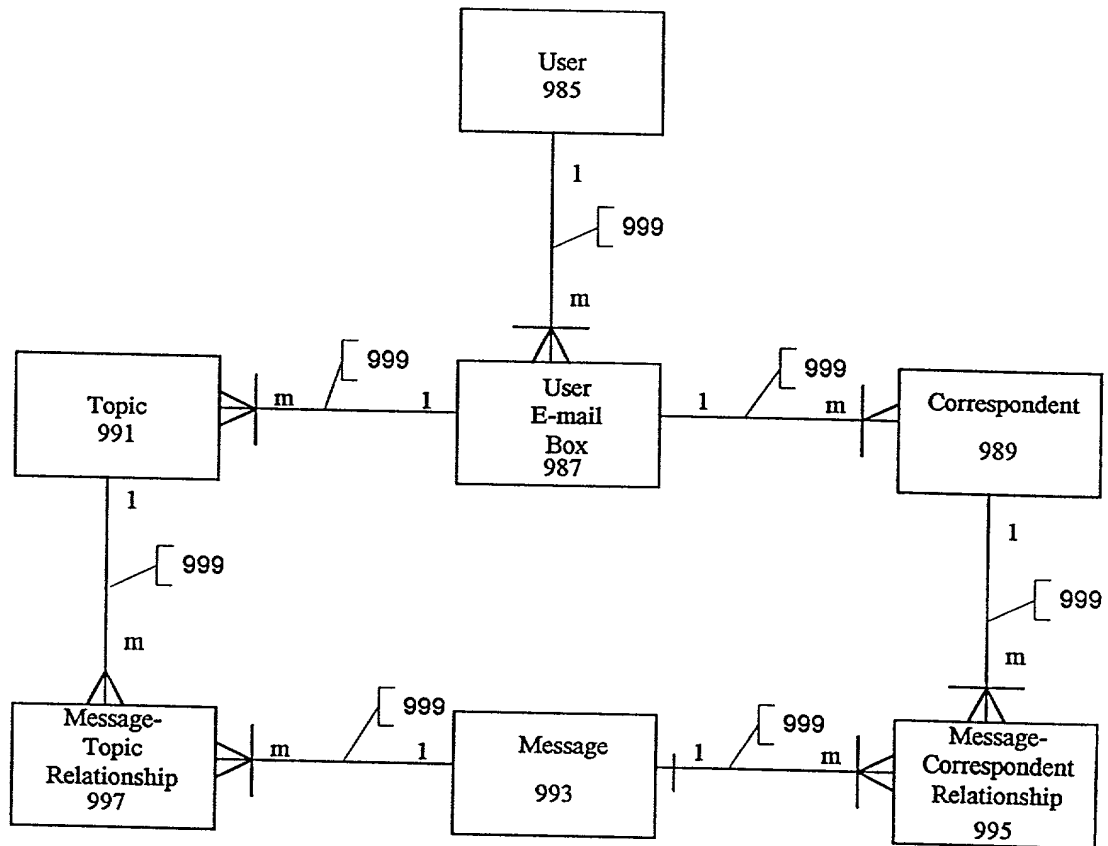 User
985
1
999
m
999
m
1
Topic
991
User
E-mail
Box
987
999
1
m
Correspondent
989
1
999
m
1
999
m
Message-
Topic
Relationship
997
999
m
1
Message
993
999
1
m
Message-
Correspondent
Relationship
995